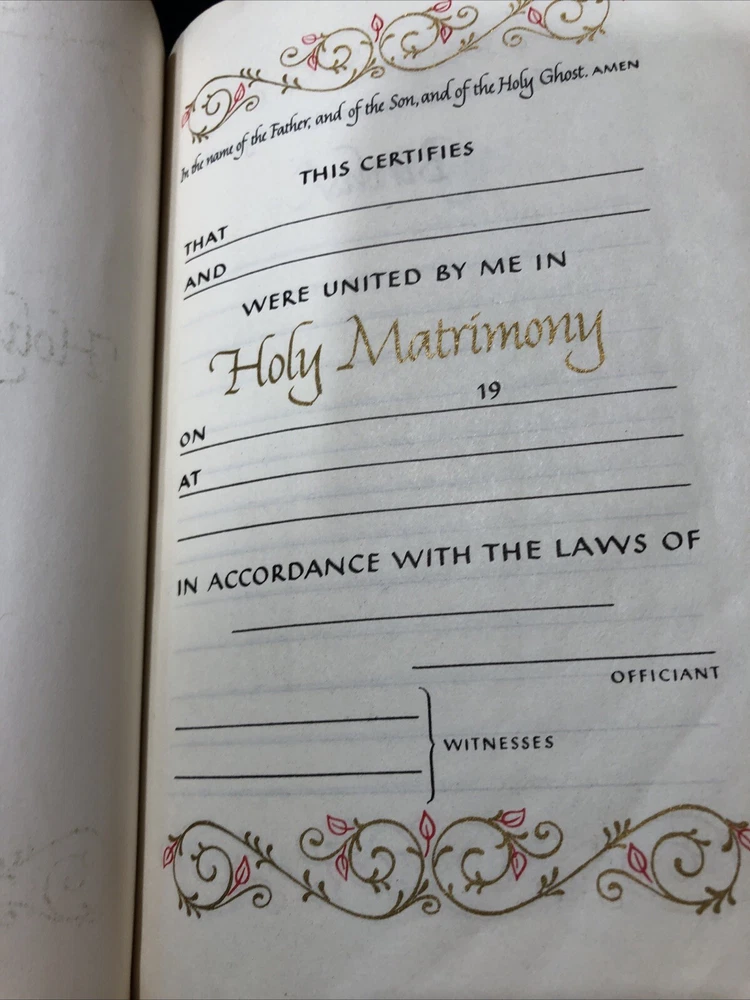 In the name of the Father, and of the Son, and of the Holy Ghost. AMEN
THIS CERTIFIES
THAT
AND
WERE UNITED BY ME IN
Holy Matrimony
ON 19
AT
IN ACCORDANCE WITH THE LAWS OF
OFFICIANT
WITNESSES